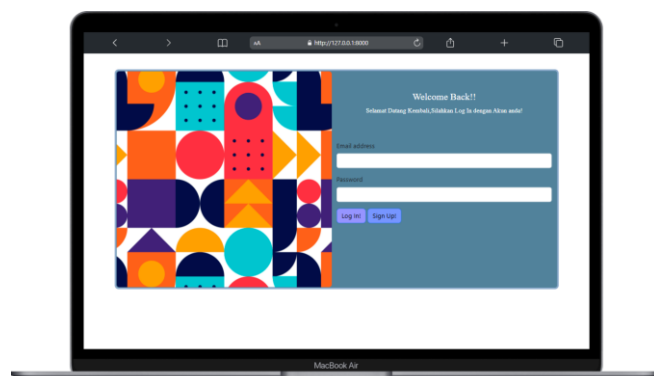 AA
http://127.0.0.1:8000
Welcome Back!!
Selamat Datang Kembali,Silahkan Log In dengan Akun anda!
Email address
Password
Log In!
Sign Up!
MacBook Air